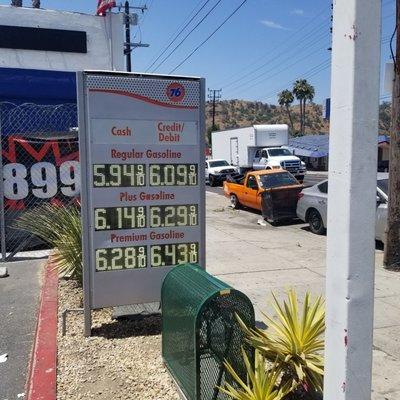 76
Cash Credit/
Debit
Regular Gasoline
5.94 9/10 6.09 9/10
Plus Gasoline
6.14 9/10 6.29 9/10
Premium Gasoline
6.28 9/10 6.43 9/10
899